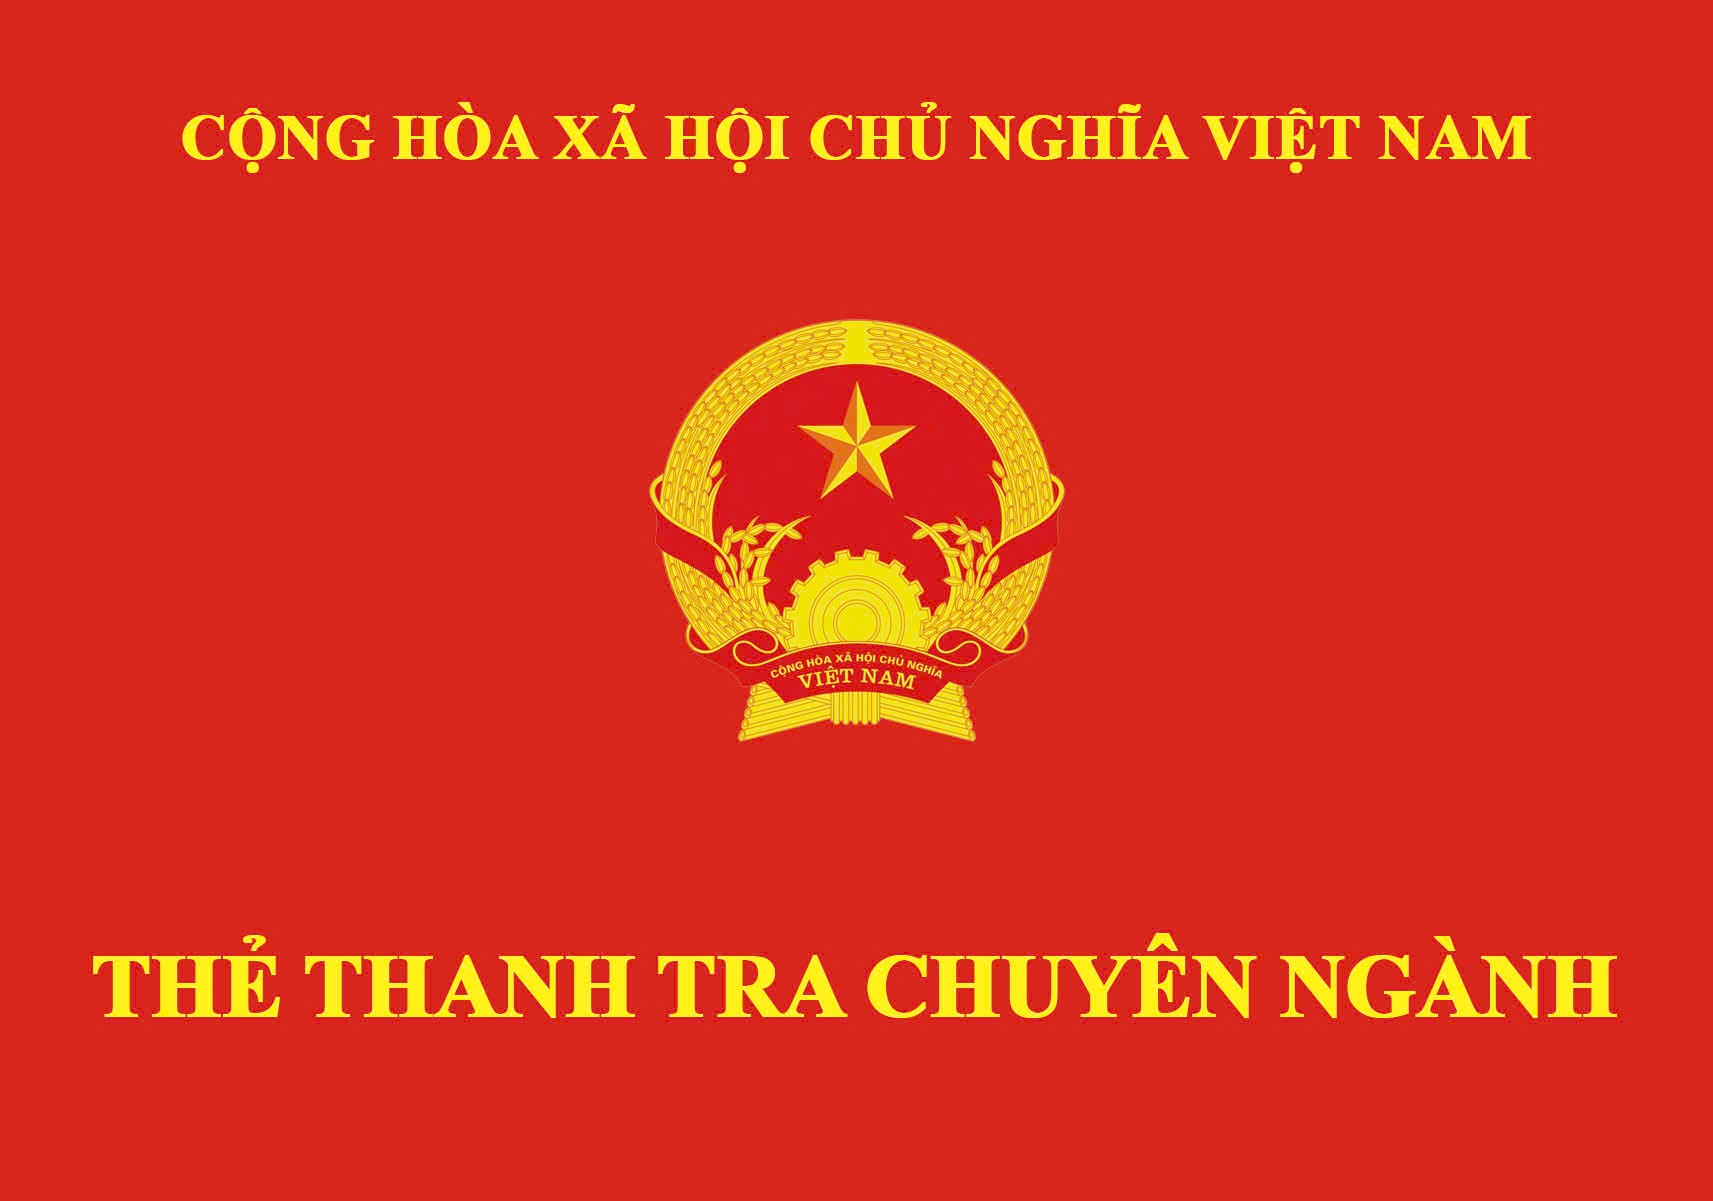 CỘNG HÒA XÃ HỘI CHỦ NGHĨA VIỆT NAM
CỘNG HÒA XÃ HỘI CHỦ NGHĨA
VIỆT NAM
THẺ THANH TRA CHUYÊN NGÀNH